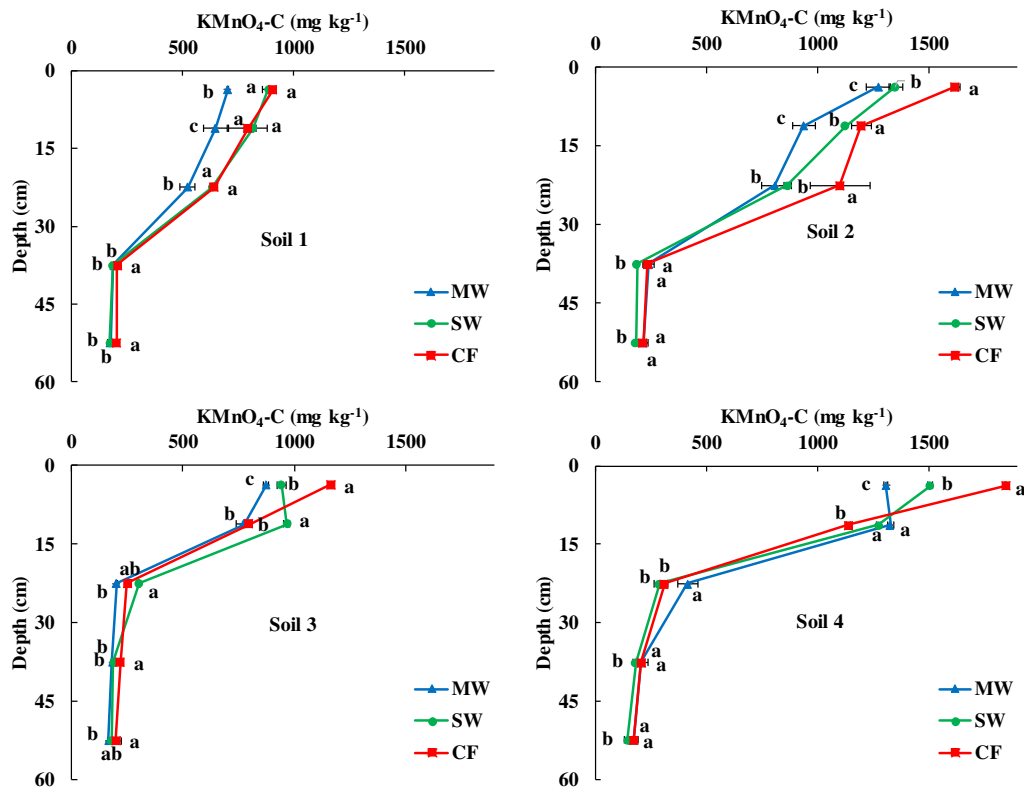 KMnO₄-C (mg kg⁻¹)
0 500 1000 1500
0
15
30
45
60
Depth (cm)
b a a
c a a
b a a
b b a
b b a
Soil 1
MW
SW
CF
KMnO₄-C (mg kg⁻¹)
0 500 1000 1500
0
15
30
45
60
Depth (cm)
c b a
c b a
b b a
b a a
b a a
Soil 2
MW
SW
CF
KMnO₄-C (mg kg⁻¹)
0 500 1000 1500
0
15
30
45
60
Depth (cm)
c b a
b b a
b ab a
b b a
b ab a
Soil 3
MW
SW
CF
KMnO₄-C (mg kg⁻¹)
0 500 1000 1500
0
15
30
45
60
Depth (cm)
c b a
b a a
b b a
b a a
b a a
Soil 4
MW
SW
CF